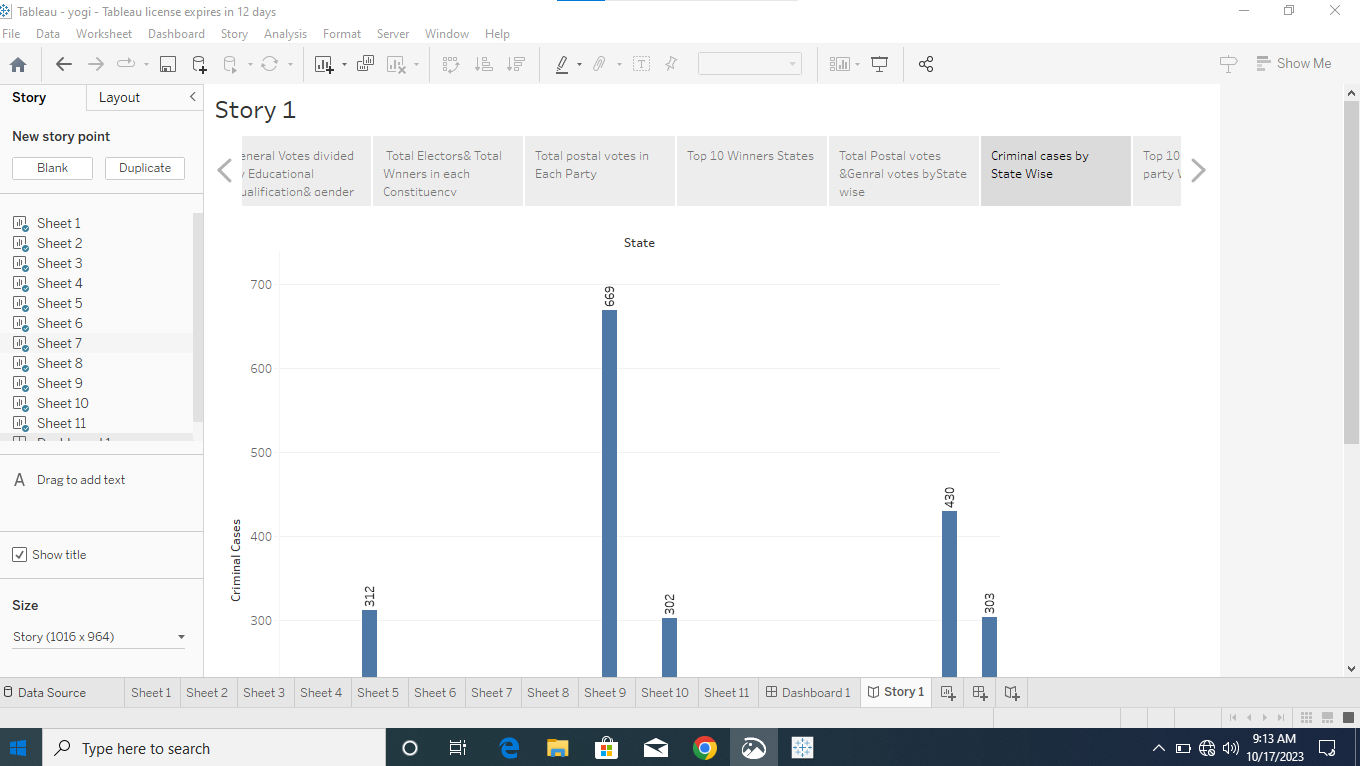 Tableau - yogi - Tableau license expires in 12 days
File Data Worksheet Dashboard Story Analysis Format Server Window Help
Show Me
Story Layout
New story point
Blank Duplicate
Sheet 1
Sheet 2
Sheet 3
Sheet 4
Sheet 5
Sheet 6
Sheet 7
Sheet 8
Sheet 9
Sheet 10
Sheet 11
A Drag to add text
Show title
Size
Story (1016 x 964)
Story 1
eneral Votes divided
Educational
ualification& gender
Total Electors& Total
Wnners in each
Constituency
Total postal votes in
Each Party
Top 10 Winners States
Total Postal votes
&Genral votes byState
wise
Criminal cases by
State Wise
Top 10
party
State
700
600
500
400
300
Criminal Cases
312
669
302
430
303
Data Source Sheet 1 Sheet 2 Sheet 3 Sheet 4 Sheet 5 Sheet 6 Sheet 7 Sheet 8 Sheet 9 Sheet 10 Sheet 11 Dashboard 1 Story 1
Type here to search
9:13 AM
10/17/2023